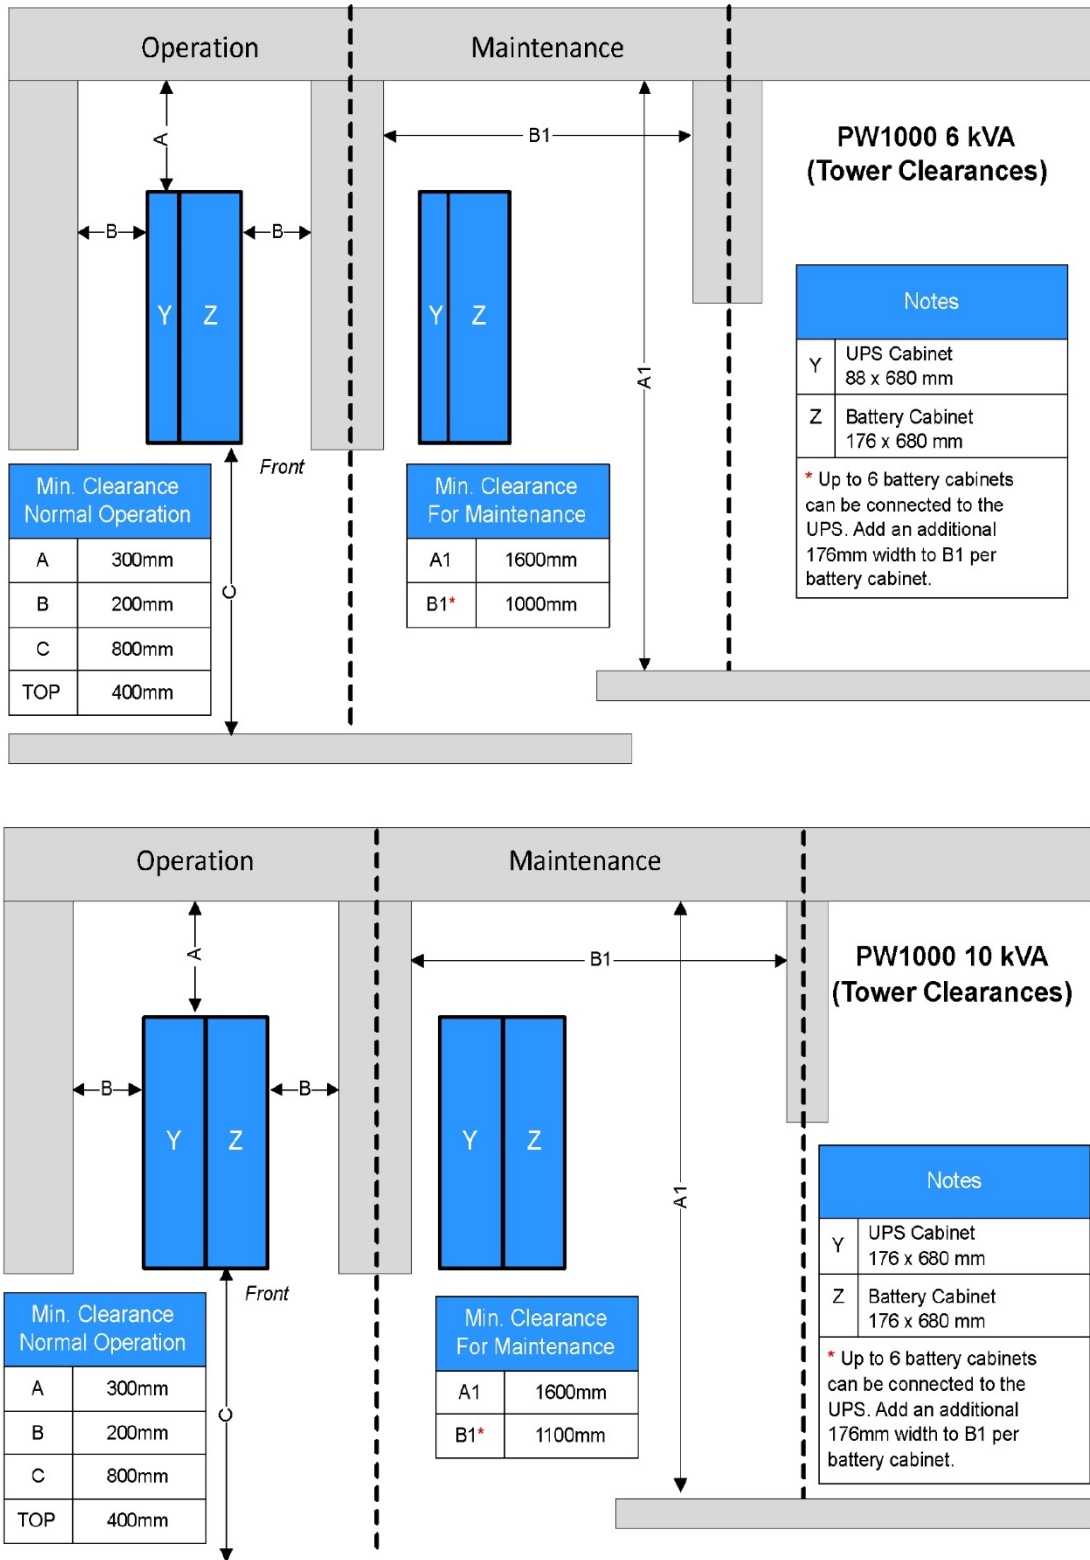 Operation
Maintenance
A
B1
PW1000 6 kVA
(Tower Clearances)
B
B
Y
Z
Y
Z
A1
Notes
Y
UPS Cabinet
88 x 680 mm
Z
Battery Cabinet
176 x 680 mm
* Up to 6 battery cabinets
can be connected to the
UPS. Add an additional
176mm width to B1 per
battery cabinet.
Front
Min. Clearance
Normal Operation
A 300mm
B 200mm
C 800mm
TOP 400mm
C
Min. Clearance
For Maintenance
A1 1600mm
B1* 1000mm
Operation
Maintenance
A
B1
PW1000 10 kVA
(Tower Clearances)
B
B
Y
Z
Y
Z
A1
Notes
Y
UPS Cabinet
176 x 680 mm
Z
Battery Cabinet
176 x 680 mm
* Up to 6 battery cabinets
can be connected to the
UPS. Add an additional
176mm width to B1 per
battery cabinet.
Front
Min. Clearance
Normal Operation
A 300mm
B 200mm
C 800mm
TOP 400mm
C
Min. Clearance
For Maintenance
A1 1600mm
B1* 1100mm